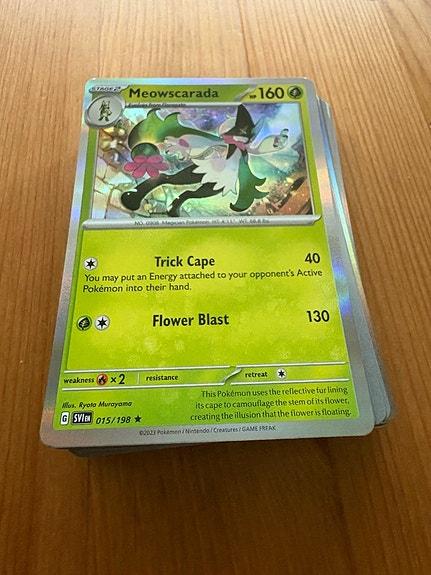 STAGE 2
Meowscarada
HP 160
Evolves from Floragato
NO. 0908 Magician Pokémon HT: 4'11" WT: 68.8 lbs.
Trick Cape 40
You may put an Energy attached to your opponent's Active
Pokémon into their hand.
Flower Blast 130
weakness ×2 resistance retreat
Illus. Ryota Murayama
This Pokémon uses the reflective fur lining
its cape to camouflage the stem of its flower,
creating the illusion that the flower is floating.
G SVI EN 015/198 ★
©2023 Pokémon / Nintendo / Creatures / GAME FREAK